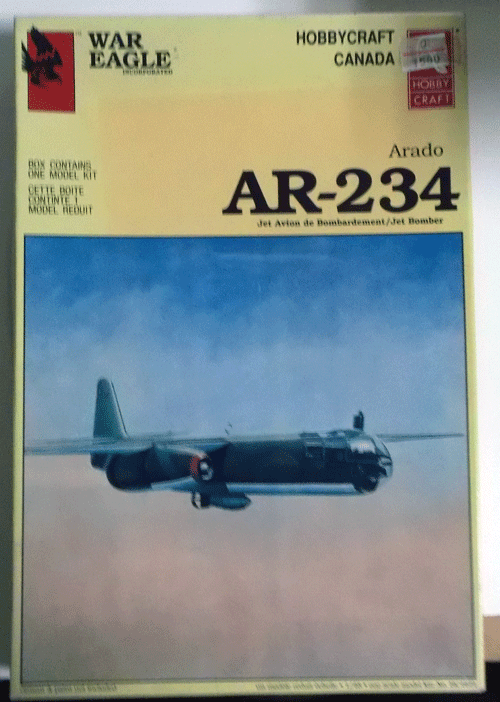 WAR
EAGLE
INCORPORATED
HOBBYCRAFT
CANADA
HOBBY
CRAFT
BOX CONTAINS
ONE MODEL KIT
CETTE BOITE
CONTINTE 1
MODEL REDUIT
Arado
AR-234
Jet Avion de Bombardement/Jet Bomber